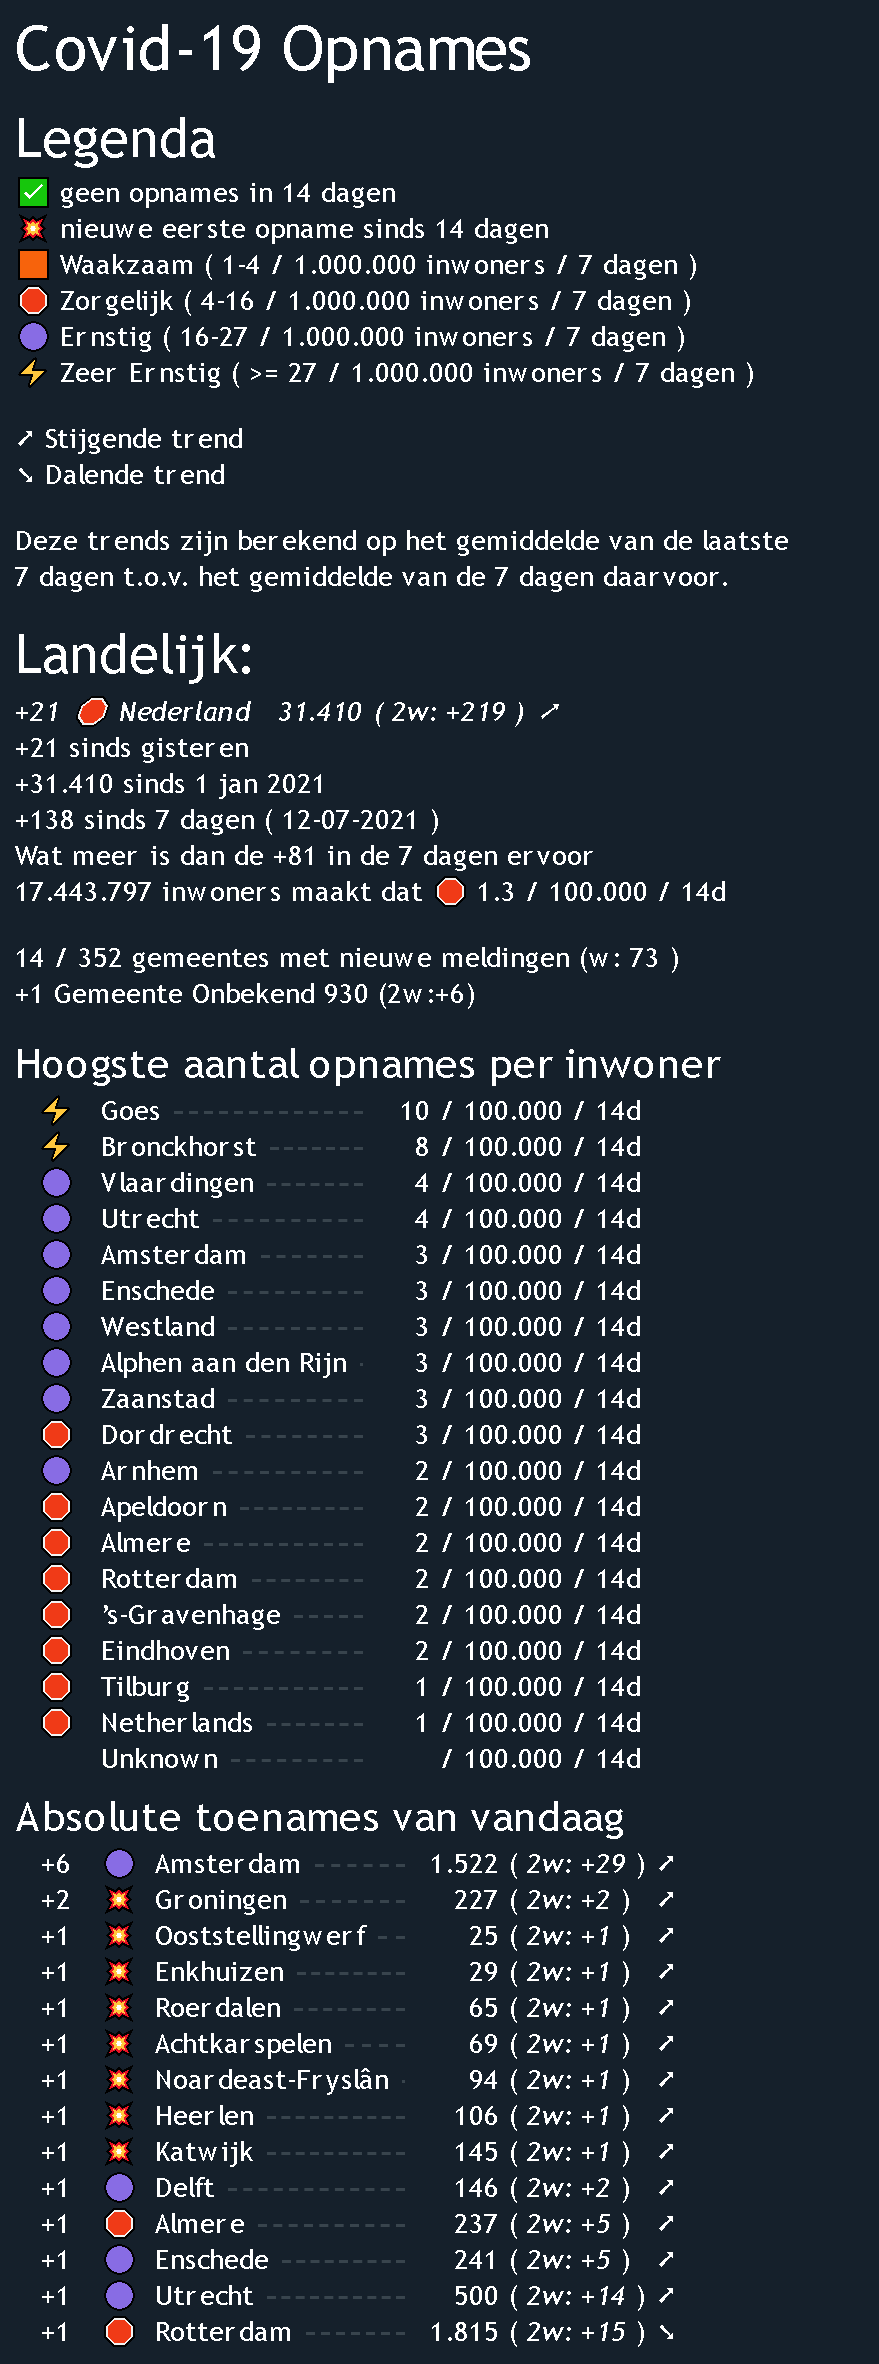 Covid-19 Opnames
Legenda
✅ geen opnames in 14 dagen
💥 nieuwe eerste opname sinds 14 dagen
🟧 Waakzaam ( 1-4 / 1.000.000 inwoners / 7 dagen )
🛑 Zorgelijk ( 4-16 / 1.000.000 inwoners / 7 dagen )
🟣 Ernstig ( 16-27 / 1.000.000 inwoners / 7 dagen )
⚡ Zeer Ernstig ( >= 27 / 1.000.000 inwoners / 7 dagen )
➚ Stijgende trend
➘ Dalende trend
Deze trends zijn berekend op het gemiddelde van de laatste
7 dagen t.o.v. het gemiddelde van de 7 dagen daarvoor.
Landelijk:
+21 🛑 Nederland 31.410 ( 2w: +219 ) ➚
+21 sinds gisteren
+31.410 sinds 1 jan 2021
+138 sinds 7 dagen ( 12-07-2021 )
Wat meer is dan de +81 in de 7 dagen ervoor
17.443.797 inwoners maakt dat 🛑 1.3 / 100.000 / 14d
14 / 352 gemeentes met nieuwe meldingen (w: 73 )
+1 Gemeente Onbekend 930 (2w:+6)
Hoogste aantal opnames per inwoner
⚡ Goes ------------- 10 / 100.000 / 14d
⚡ Bronckhorst ------- 8 / 100.000 / 14d
🟣 Vlaardingen ------- 4 / 100.000 / 14d
🟣 Utrecht ----------- 4 / 100.000 / 14d
🟣 Amsterdam ------- 3 / 100.000 / 14d
🟣 Enschede --------- 3 / 100.000 / 14d
🟣 Westland --------- 3 / 100.000 / 14d
🟣 Alphen aan den Rijn - 3 / 100.000 / 14d
🟣 Zaanstad --------- 3 / 100.000 / 14d
🛑 Dordrecht -------- 3 / 100.000 / 14d
🟣 Arnhem ----------- 2 / 100.000 / 14d
🛑 Apeldoorn -------- 2 / 100.000 / 14d
🛑 Almere ----------- 2 / 100.000 / 14d
🛑 Rotterdam -------- 2 / 100.000 / 14d
🛑 's-Gravenhage ----- 2 / 100.000 / 14d
🛑 Eindhoven -------- 2 / 100.000 / 14d
🛑 Tilburg ----------- 1 / 100.000 / 14d
🛑 Netherlands ------- 1 / 100.000 / 14d
Unknown --------- / 100.000 / 14d
Absolute toenames van vandaag
+6 🟣 Amsterdam ------ 1.522 ( 2w: +29 ) ➚
+2 💥 Groningen ------- 227 ( 2w: +2 ) ➚
+1 💥 Ooststellingwerf -- 25 ( 2w: +1 ) ➚
+1 💥 Enkhuizen ------- 29 ( 2w: +1 ) ➚
+1 💥 Roerdalen -------- 65 ( 2w: +1 ) ➚
+1 💥 Achtkarspelen ---- 69 ( 2w: +1 ) ➚
+1 💥 Noardeast-Fryslân - 94 ( 2w: +1 ) ➚
+1 💥 Heerlen ---------- 106 ( 2w: +1 ) ➚
+1 💥 Katwijk ---------- 145 ( 2w: +1 ) ➚
+1 🟣 Delft ------------ 146 ( 2w: +2 ) ➚
+1 🛑 Almere ---------- 237 ( 2w: +5 ) ➚
+1 🟣 Enschede --------- 241 ( 2w: +5 ) ➚
+1 🟣 Utrecht ---------- 500 ( 2w: +14 ) ➚
+1 🛑 Rotterdam ------- 1.815 ( 2w: +15 ) ➘